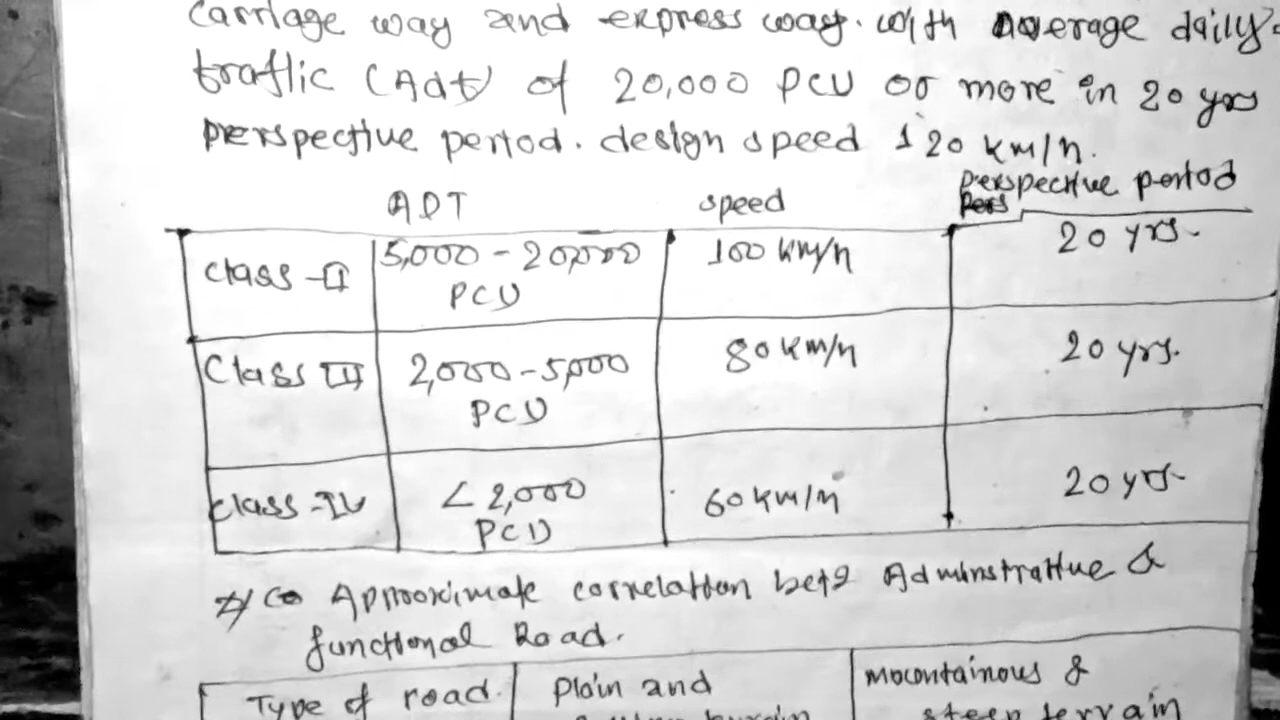 carriage way and express way. with average daily
traffic (Adt) of 20,000 PCU or more in 20 yrs
perspective period. design speed 120 km/h.
ADT speed perspective period
Class-II 5,000 - 20,000 PCU 100 km/h 20 yrs.
Class III 2,000-5,000 PCU 80 km/h 20 yrs.
Class-IV < 2,000 PCU 60 km/h 20 yrs.
Approximate correlation betn Adminstrative &
functional Road.
Type of road Plain and mountainous &
steep terrain